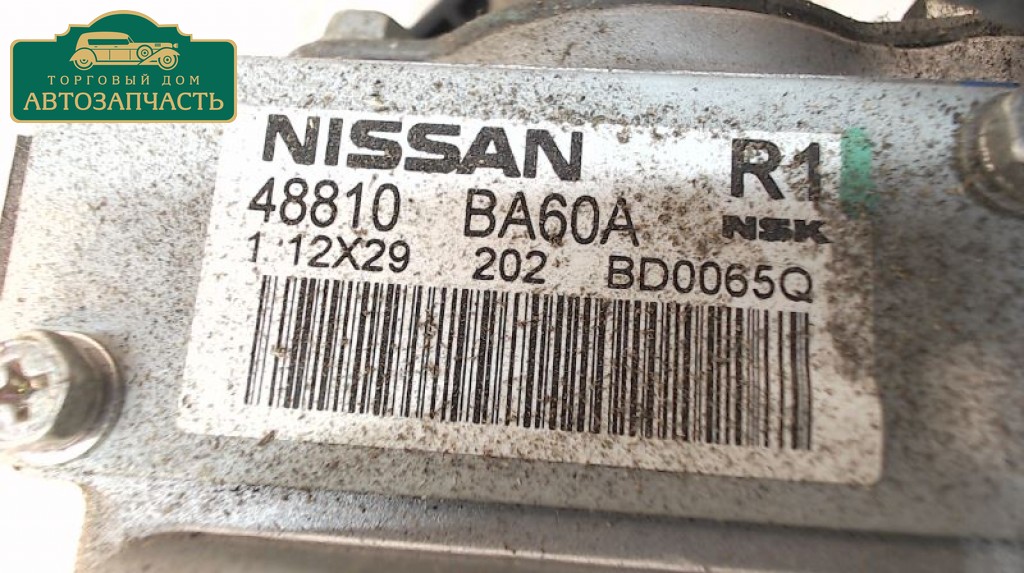 ТОРГОВЫЙ ДОМ
АВТОЗАПЧАСТЬ
NISSAN R1
48810 BA60A NSK
1 12X29 202 BD0065Q